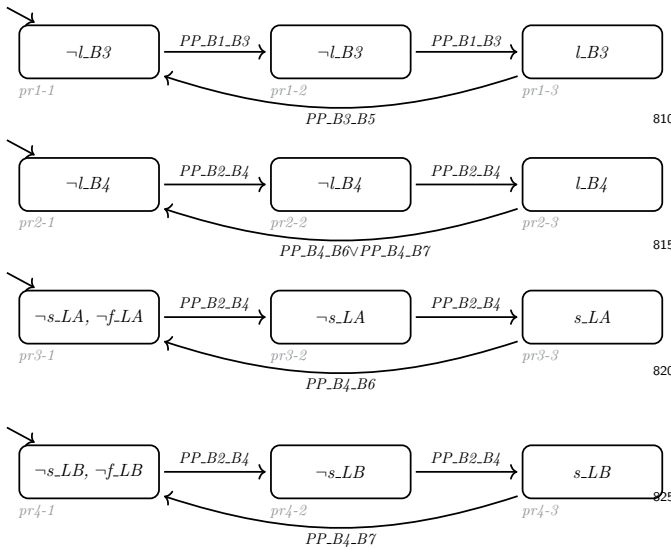 PP_B1_B3 PP_B1_B3
¬l_B3 ¬l_B3 l_B3
pr1-1 pr1-2 pr1-3
PP_B3_B5
810
PP_B2_B4 PP_B2_B4
¬l_B4 ¬l_B4 l_B4
pr2-1 pr2-2 pr2-3
PP_B4_B6∨PP_B4_B7
815
PP_B2_B4 PP_B2_B4
¬s_LA, ¬f_LA ¬s_LA s_LA
pr3-1 pr3-2 pr3-3
PP_B4_B6
820
PP_B2_B4 PP_B2_B4
¬s_LB, ¬f_LB ¬s_LB s_LB
825
pr4-1 pr4-2 pr4-3
PP_B4_B7